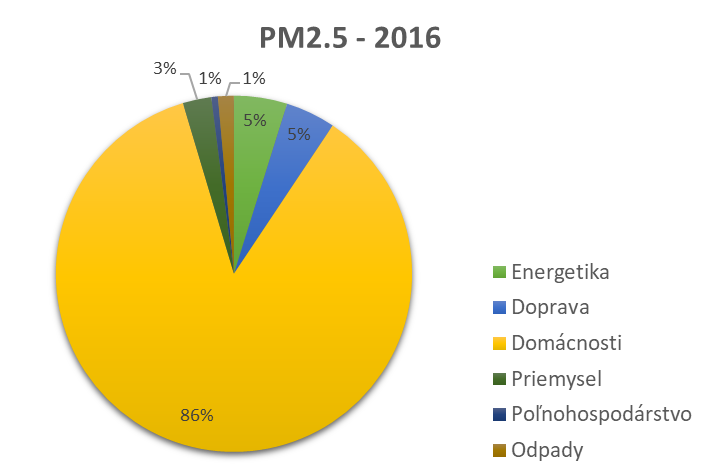 PM2.5 - 2016
3%
1%
1%
5%
5%
86%
Energetika
Doprava
Domácnosti
Priemysel
Poľnohospodárstvo
Odpady